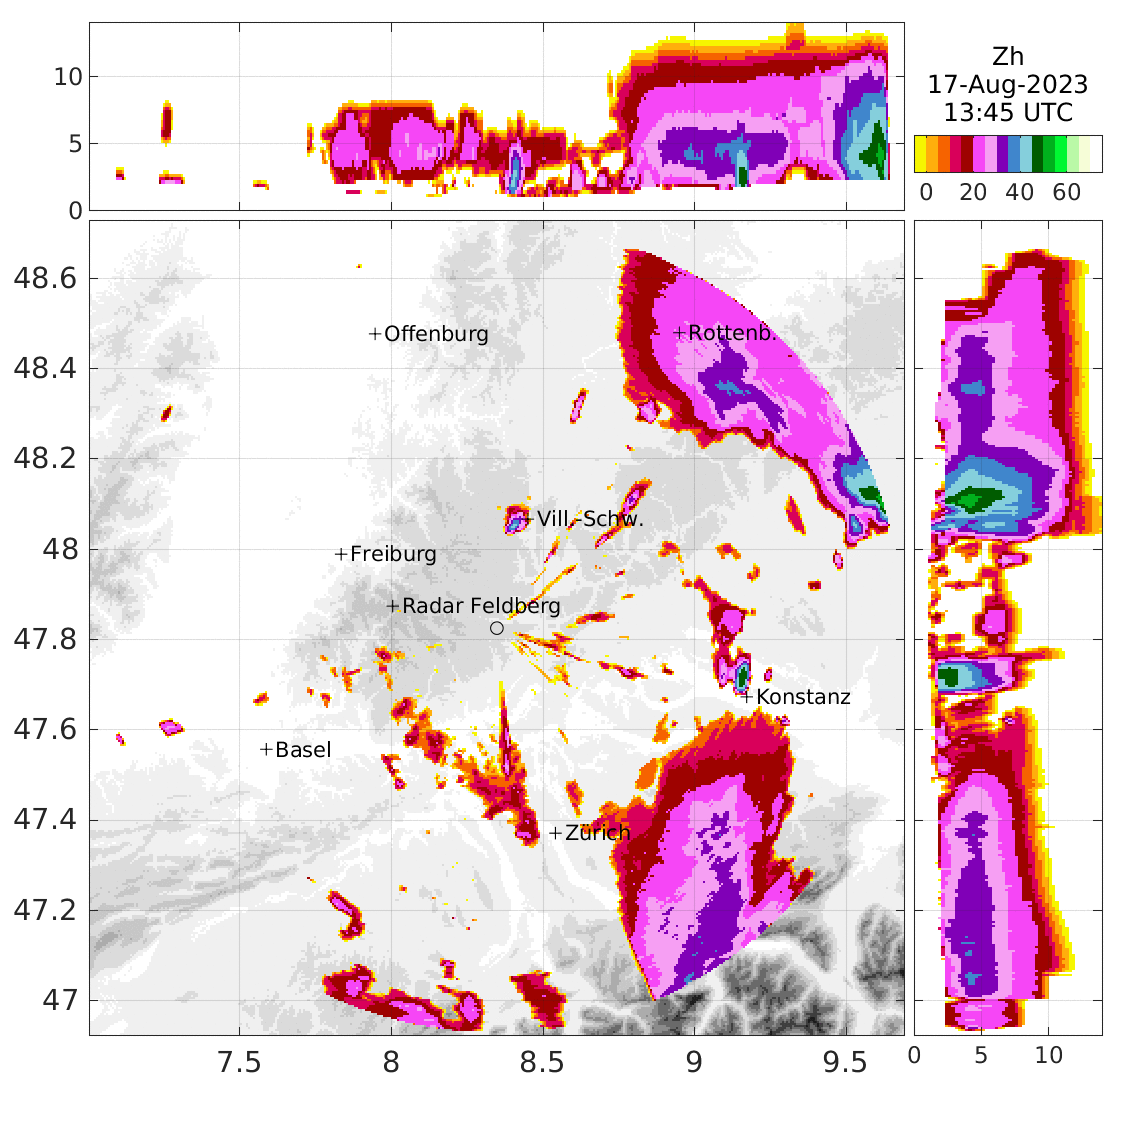 10
5
0
Zh
17-Aug-2023
13:45 UTC
0 20 40 60
48.6
48.4
48.2
48
47.8
47.6
47.4
47.2
47
+Offenburg
+Rottenb.
+Vill.-Schw.
+Freiburg
+Radar Feldberg
+Konstanz
+Basel
+Zurich
7.5 8 8.5 9 9.5
0 5 10